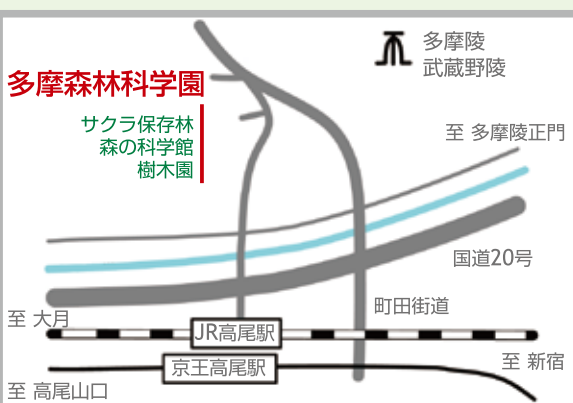 多摩陵
武蔵野陵
多摩森林科学園
サクラ保存林
森の科学館
樹木園
至 多摩陵正門
国道20号
町田街道
至 大月
JR高尾駅
至 新宿
京王高尾駅
至 高尾山口